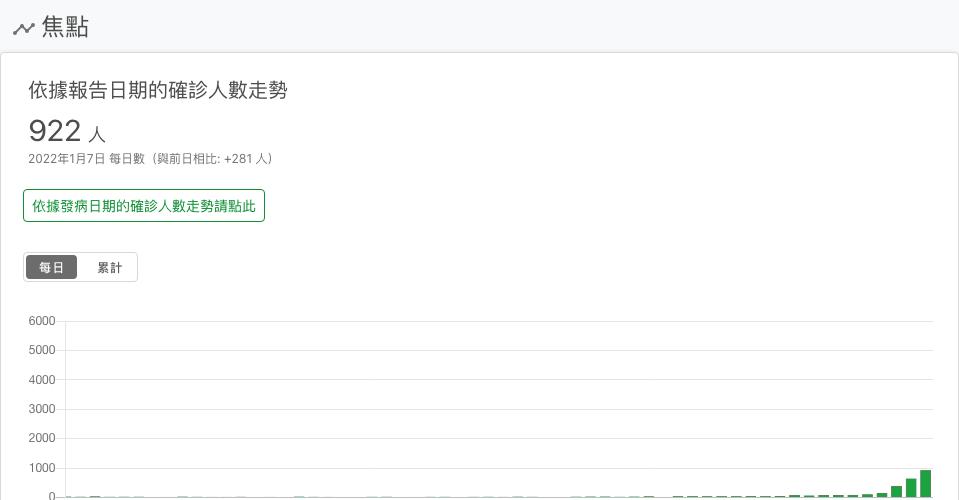 焦點
依據報告日期的確診人數走勢
922 人
2022年1月7日 每日數（與前日相比: +281 人）
依據發病日期的確診人數走勢請點此
每日 累計
6000
5000
4000
3000
2000
1000
0